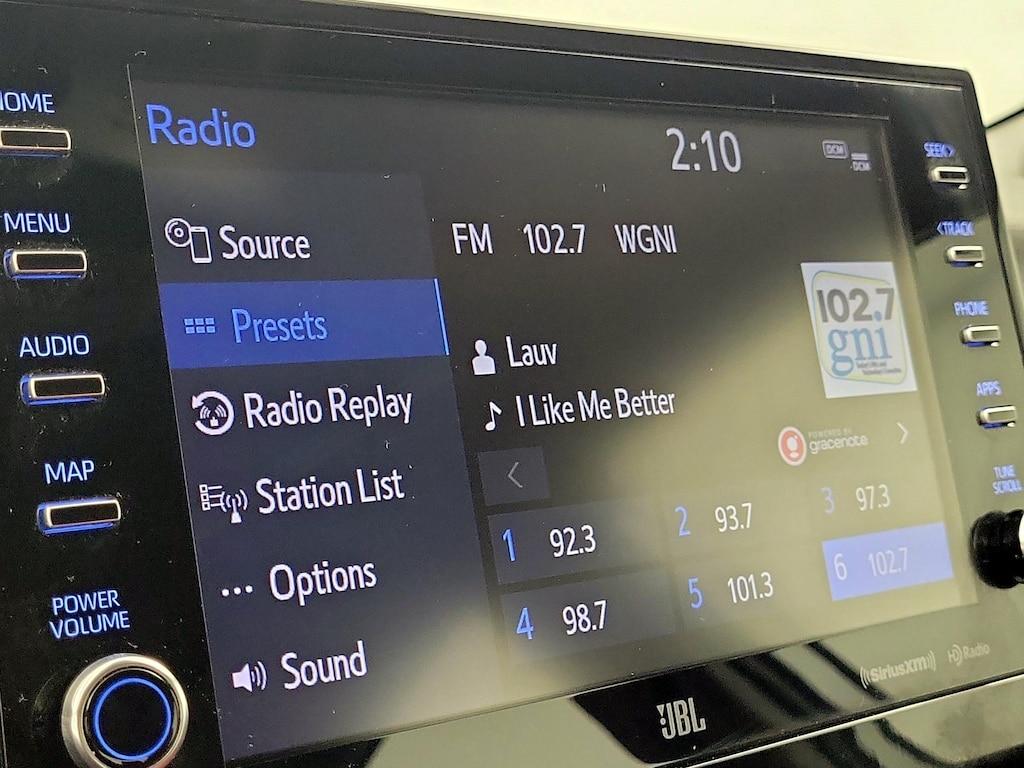 HOME
MENU
AUDIO
MAP
POWER
VOLUME
Radio
2:10
DCM
DCM
Source
Presets
Radio Replay
Station List
... Options
Sound
FM 102.7 WGNI
Lauv
I Like Me Better
102.7
gni
POWERED BY
gracenote
<
>
1 92.3
2 93.7
3 97.3
4 98.7
5 101.3
6 102.7
SEEK>
<TRACK
PHONE
APPS
TUNE
SCROLL
((SiriusXM))
HD Radio
JBL